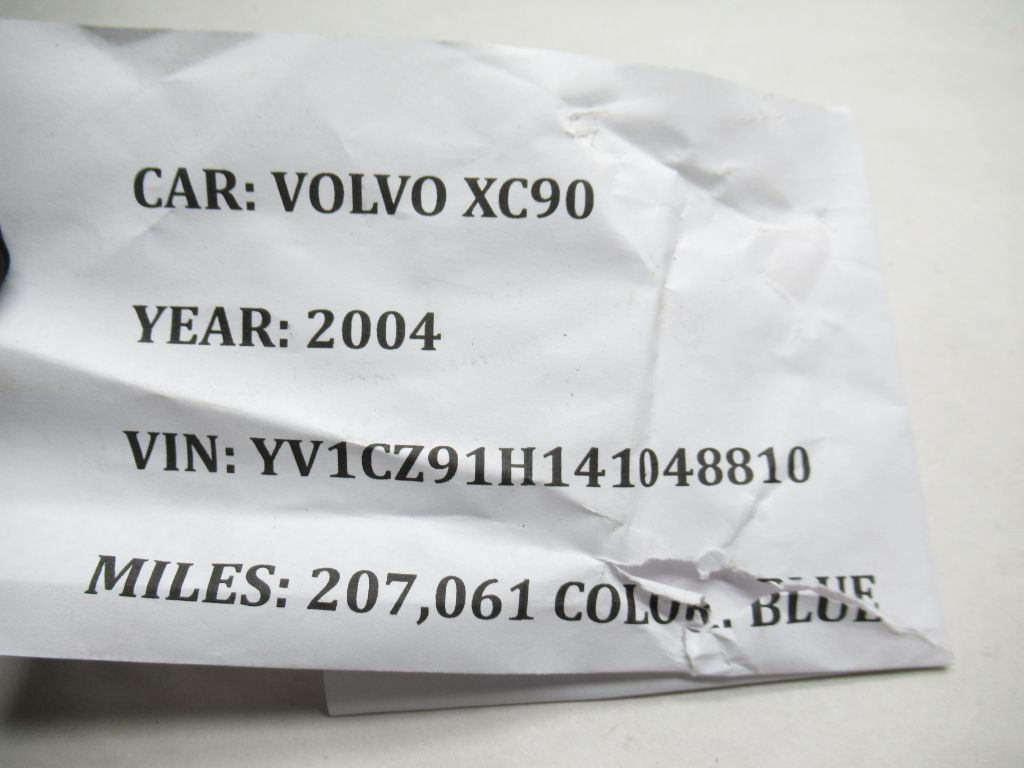 CAR: VOLVO XC90
YEAR: 2004
VIN: YV1CZ91H141048810
MILES: 207,061 COLOR: BLUE